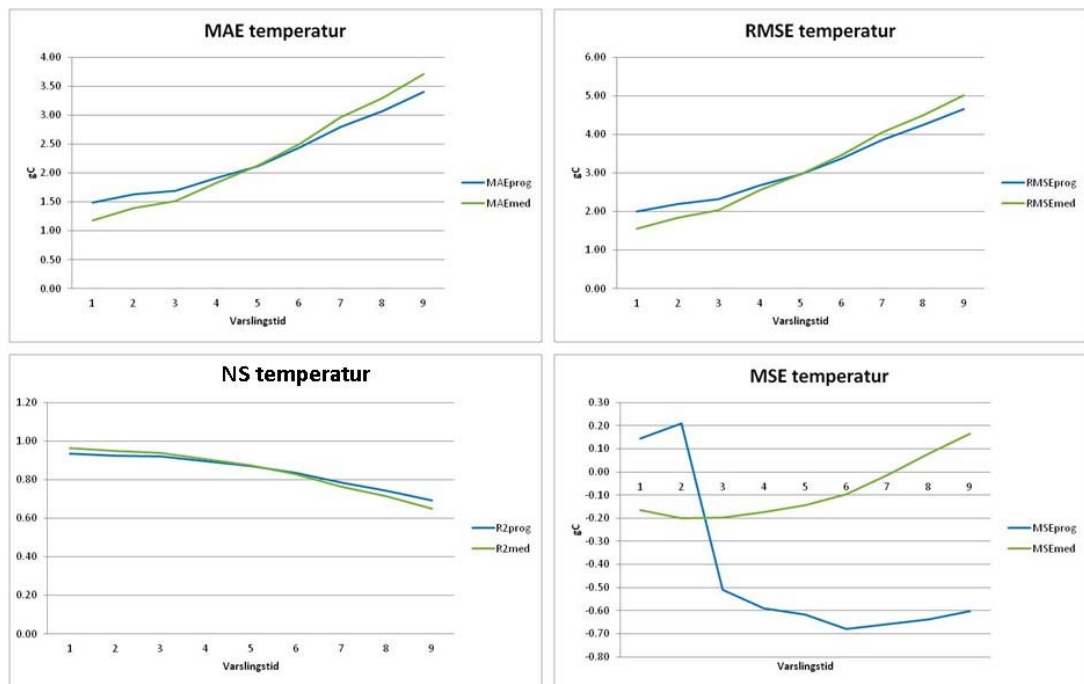 MAE temperatur
4.00
3.50
3.00
2.50
2.00
1.50
1.00
0.50
0.00
gC
1 2 3 4 5 6 7 8 9
Varslingstid
MAEprog
MAEmed
RMSE temperatur
6.00
5.00
4.00
3.00
2.00
1.00
0.00
gC
1 2 3 4 5 6 7 8 9
Varslingstid
RMSEprog
RMSEmed
NS temperatur
1.20
1.00
0.80
0.60
0.40
0.20
0.00
1 2 3 4 5 6 7 8 9
Varslingstid
R2prog
R2med
MSE temperatur
0.30
0.20
0.10
0.00
-0.10
-0.20
-0.30
-0.40
-0.50
-0.60
-0.70
-0.80
gC
1 2 3 4 5 6 7 8 9
Varslingstid
MSEprog
MSEmed